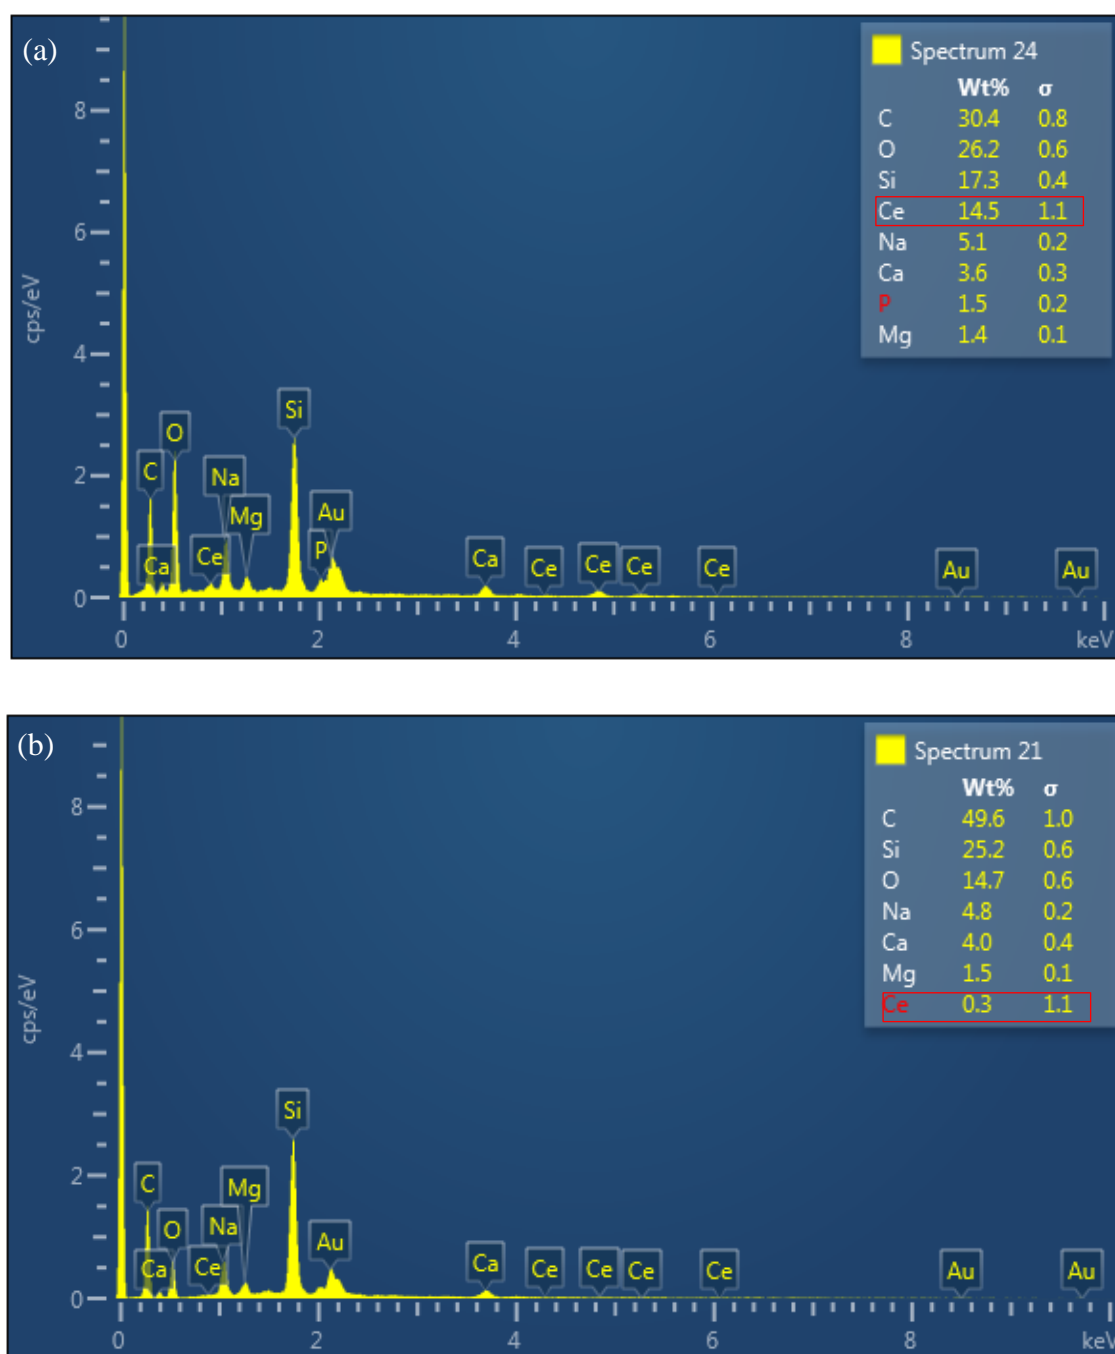 (a)
Spectrum 24
Wt% σ
C 30.4 0.8
O 26.2 0.6
Si 17.3 0.4
Ce 14.5 1.1
Na 5.1 0.2
Ca 3.6 0.3
P 1.5 0.2
Mg 1.4 0.1
cps/eV
8
6
4
2
0
Si
O
C
Na
Mg
Au
P
Ca
Ce
Ca
Ce
Ce
Ce
Ce
Au
Au
0 2 4 6 8 keV
(b)
Spectrum 21
Wt% σ
C 49.6 1.0
Si 25.2 0.6
O 14.7 0.6
Na 4.8 0.2
Ca 4.0 0.4
Mg 1.5 0.1
Ce 0.3 1.1
cps/eV
8
6
4
2
0
Si
C
Mg
O
Na
Au
Ca
Ce
Ca
Ce
Ce
Ce
Ce
Au
Au
0 2 4 6 8 keV